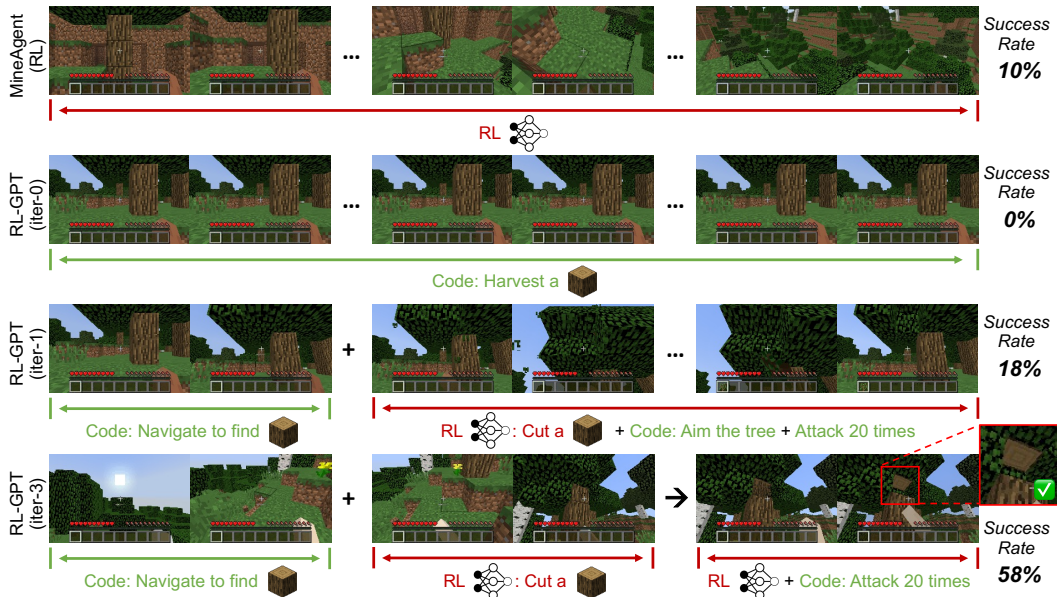 MineAgent
(RL)
... ...
Success
Rate
10%
RL
RL-GPT
(iter-0)
... ...
Success
Rate
0%
Code: Harvest a
RL-GPT
(iter-1)
+ ...
Success
Rate
18%
Code: Navigate to find
RL : Cut a + Code: Aim the tree + Attack 20 times
RL-GPT
(iter-3)
+ →
Success
Rate
58%
Code: Navigate to find
RL : Cut a
RL + Code: Attack 20 times